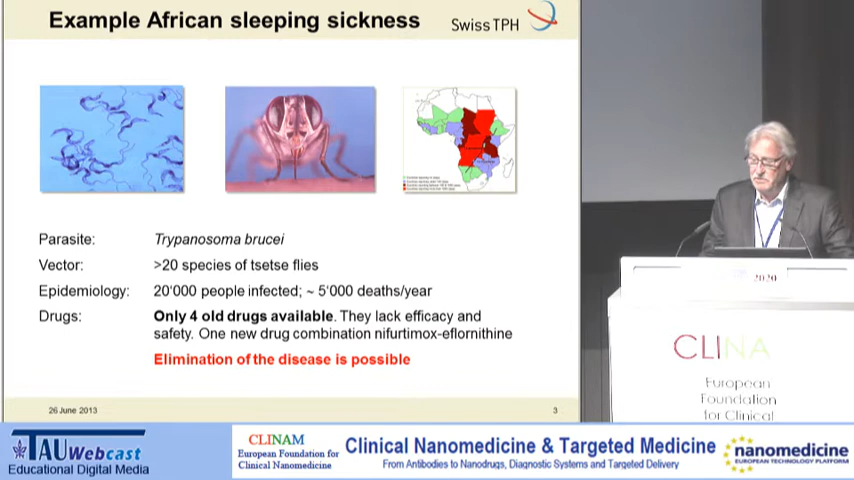 Example African sleeping sickness
Swiss TPH
Parasite: Trypanosoma brucei
Vector: >20 species of tsetse flies
Epidemiology: 20'000 people infected; ~ 5'000 deaths/year
Drugs: Only 4 old drugs available. They lack efficacy and
safety. One new drug combination nifurtimox-eflornithine
Elimination of the disease is possible
26 June 2013 3
2020
CLINA
European
Foundation
for Clinical
TAU Webcast
Educational Digital Media
CLINAM
European Foundation for
Clinical Nanomedicine
Clinical Nanomedicine & Targeted Medicine
From Antibodies to Nanodrugs, Diagnostic Systems and Targeted Delivery
nanomedicine
EUROPEAN TECHNOLOGY PLATFORM